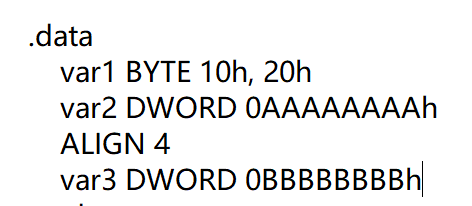 .data
var1 BYTE 10h, 20h
var2 DWORD 0AAAAAAAAh
ALIGN 4
var3 DWORD 0BBBBBBBBh